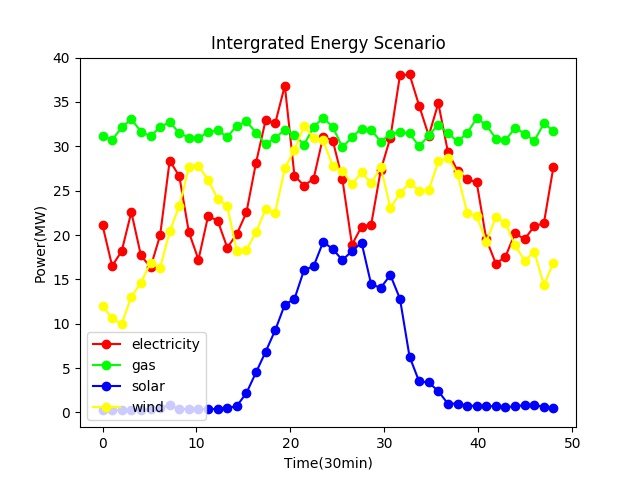 Intergrated Energy Scenario
Power(MW)
40
35
30
25
20
15
10
5
0
electricity
gas
solar
wind
0 10 20 30 40 50
Time(30min)